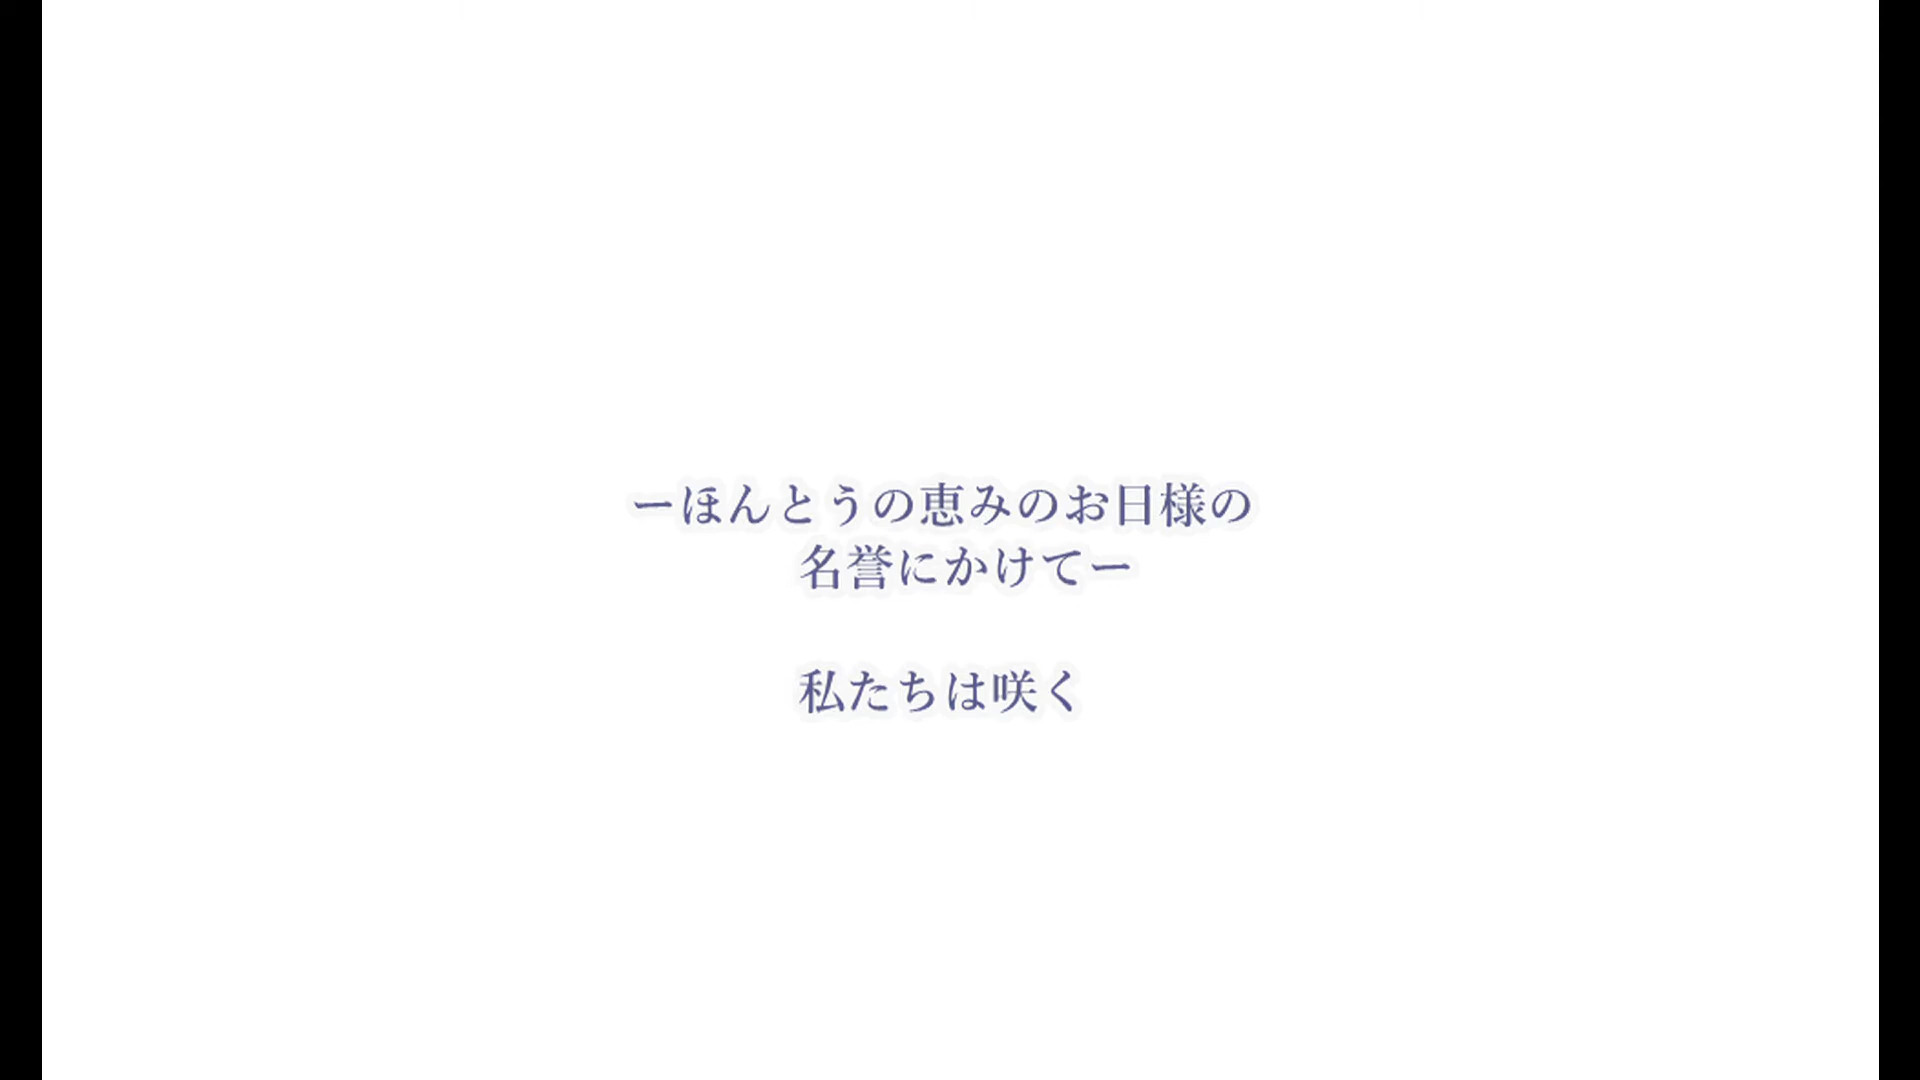 ーほんとうの恵みのお日様の
名誉にかけてー
私たちは咲く